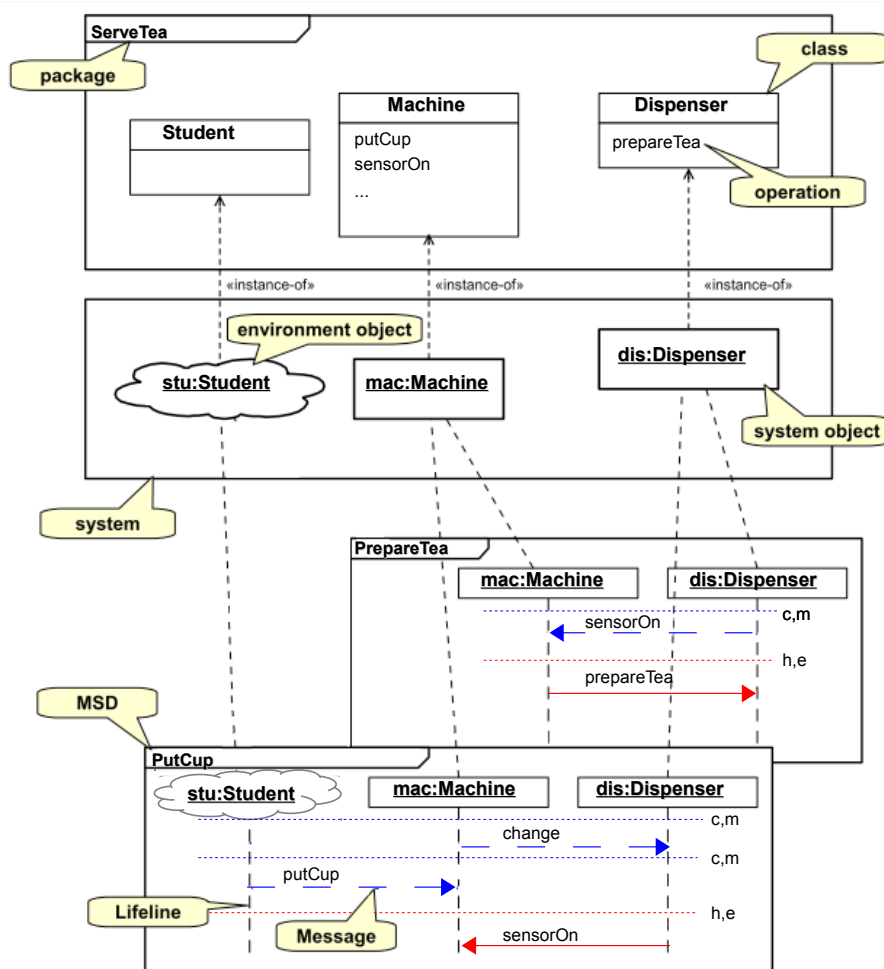 ServeTea
package
class
Student
Machine
putCup
sensorOn
...
Dispenser
prepareTea
operation
«instance-of»
«instance-of»
«instance-of»
environment object
stu:Student
mac:Machine
dis:Dispenser
system object
system
PrepareTea
mac:Machine
dis:Dispenser
c,m
sensorOn
h,e
prepareTea
MSD
PutCup
stu:Student
mac:Machine
dis:Dispenser
c,m
change
c,m
putCup
Lifeline
h,e
Message
sensorOn